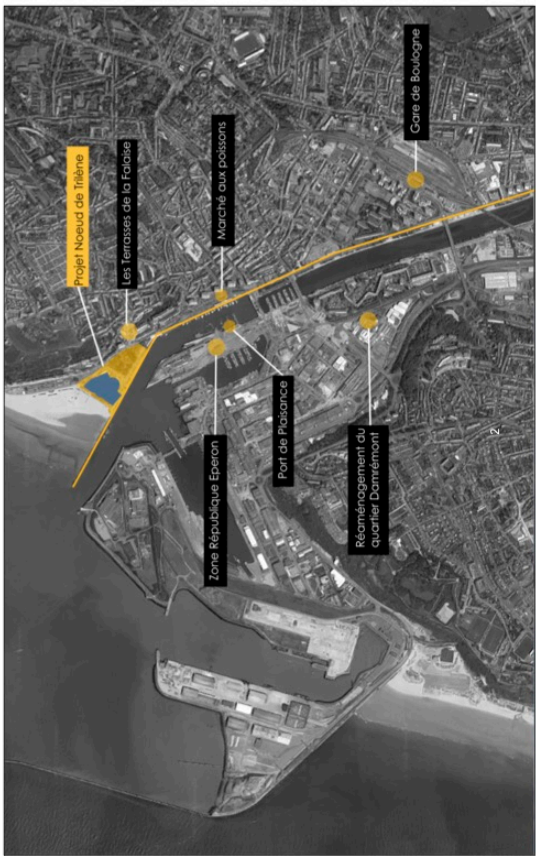 Projet Noeud de Trilène
Les Terrasses de la Falaise
Marché aux poissons
Gare de Boulogne
Zone République Eperon
Port de Plaisance
Réaménagement du
quartier Damrémont
2